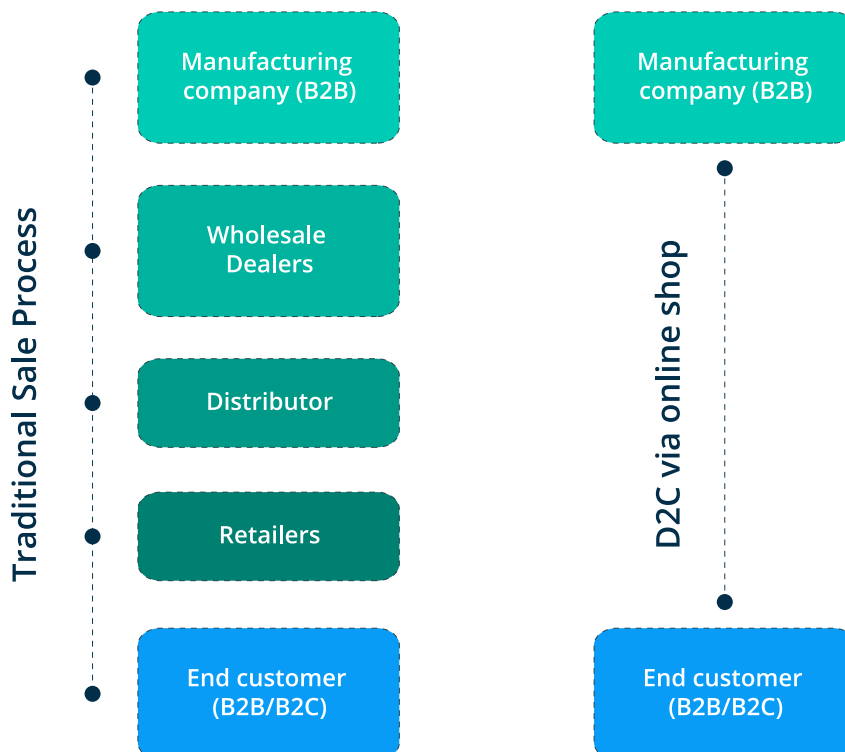 Traditional Sale Process
Manufacturing
company (B2B)
Wholesale
Dealers
Distributor
Retailers
End customer
(B2B/B2C)
D2C via online shop
Manufacturing
company (B2B)
End customer
(B2B/B2C)